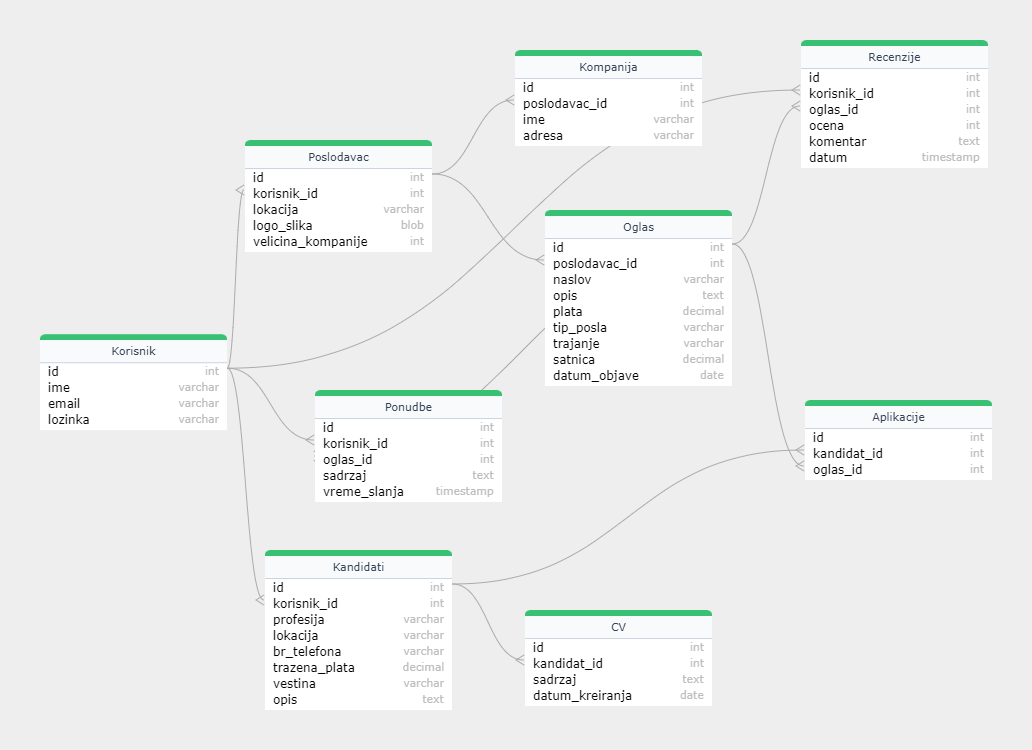 Kompanija
id int
poslodavac_id int
ime varchar
adresa varchar
Recenzije
id int
korisnik_id int
oglas_id int
ocena int
komentar text
datum timestamp
Poslodavac
id int
korisnik_id int
lokacija varchar
logo_slika blob
velicina_kompanije int
Oglas
id int
poslodavac_id int
naslov varchar
opis text
plata decimal
tip_posla varchar
trajanje varchar
satnica decimal
datum_objave date
Korisnik
id int
ime varchar
email varchar
lozinka varchar
Ponudbe
id int
korisnik_id int
oglas_id int
sadrzaj text
vreme_slanja timestamp
Aplikacije
id int
kandidat_id int
oglas_id int
Kandidati
id int
korisnik_id int
profesija varchar
lokacija varchar
br_telefona varchar
trazena_plata decimal
vestina varchar
opis text
CV
id int
kandidat_id int
sadrzaj text
datum_kreiranja date